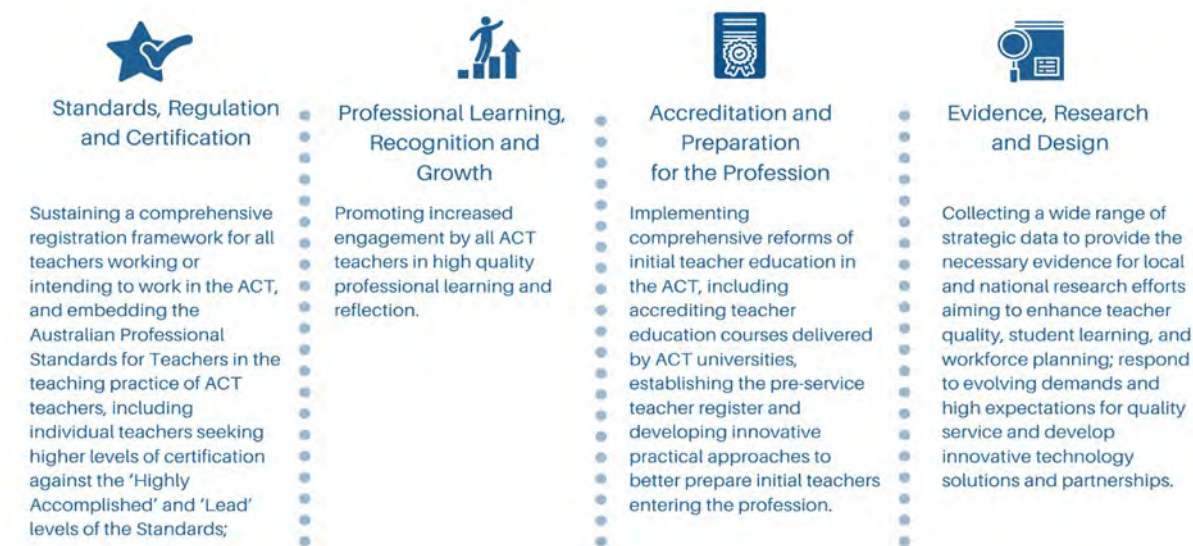 Standards, Regulation
and Certification
Sustaining a comprehensive
registration framework for all
teachers working or
intending to work in the ACT,
and embedding the
Australian Professional
Standards for Teachers in the
teaching practice of ACT
teachers, including
individual teachers seeking
higher levels of certification
against the ‘Highly
Accomplished’ and ‘Lead’
levels of the Standards;
Professional Learning,
Recognition and
Growth
Promoting increased
engagement by all ACT
teachers in high quality
professional learning and
reflection.
Accreditation and
Preparation
for the Profession
Implementing
comprehensive reforms of
initial teacher education in
the ACT, including
accrediting teacher
education courses delivered
by ACT universities,
establishing the pre-service
teacher register and
developing innovative
practical approaches to
better prepare initial teachers
entering the profession.
Evidence, Research
and Design
Collecting a wide range of
strategic data to provide the
necessary evidence for local
and national research efforts
aiming to enhance teacher
quality, student learning, and
workforce planning; respond
to evolving demands and
high expectations for quality
service and develop
innovative technology
solutions and partnerships.